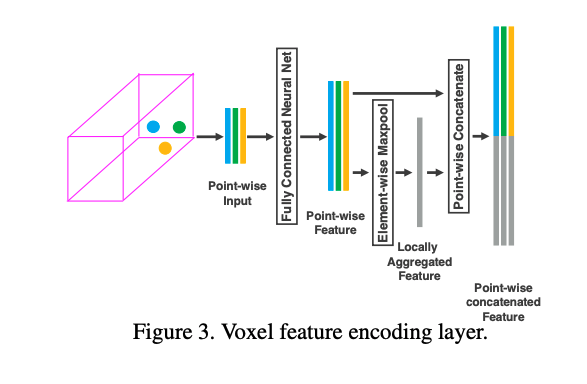 Point-wise
Input
Fully Connected Neural Net
Point-wise
Feature
Element-wise Maxpool
Locally
Aggregated
Feature
Point-wise Concatenate
Point-wise
concatenated
Feature
Figure 3. Voxel feature encoding layer.